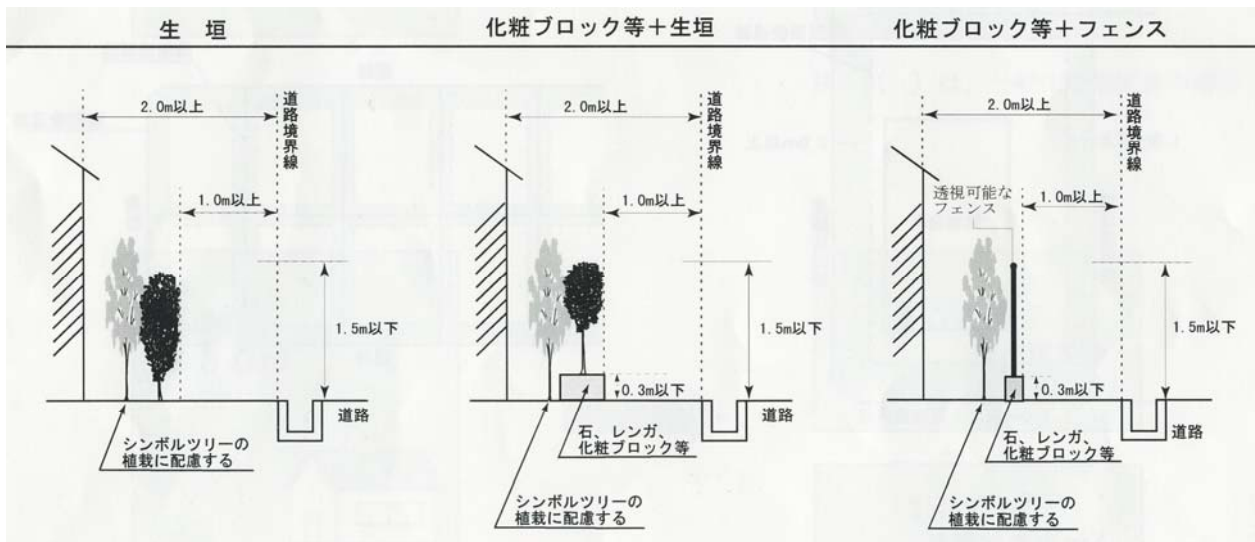 生 垣
2.0m以上
道路境界線
1.0m以上
1.5m以下
道路
シンボルツリーの
植栽に配慮する
化粧ブロック等＋生垣
2.0m以上
道路境界線
1.0m以上
1.5m以下
0.3m以下
道路
石、レンガ、
化粧ブロック等
シンボルツリーの
植栽に配慮する
化粧ブロック等＋フェンス
2.0m以上
道路境界線
透視可能な
フェンス
1.0m以上
1.5m以下
0.3m以下
道路
石、レンガ、
化粧ブロック等
シンボルツリーの
植栽に配慮する